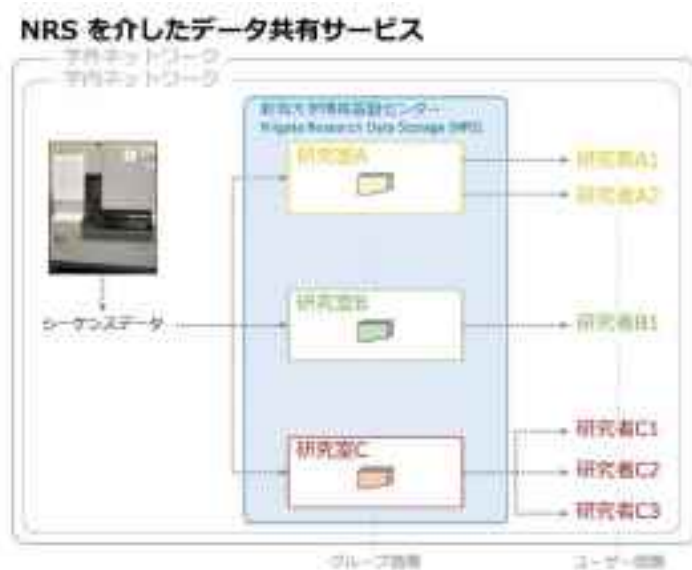 NRS を介したデータ共有サービス
学外ネットワーク
学内ネットワーク
新潟大学情報基盤センター
Niigata Research Data Storage (NRS)
研究室A
研究者A1
研究者A2
研究室B
シーケンスデータ
研究者B1
研究室C
研究者C1
研究者C2
研究者C3
グループ管理
ユーザー管理